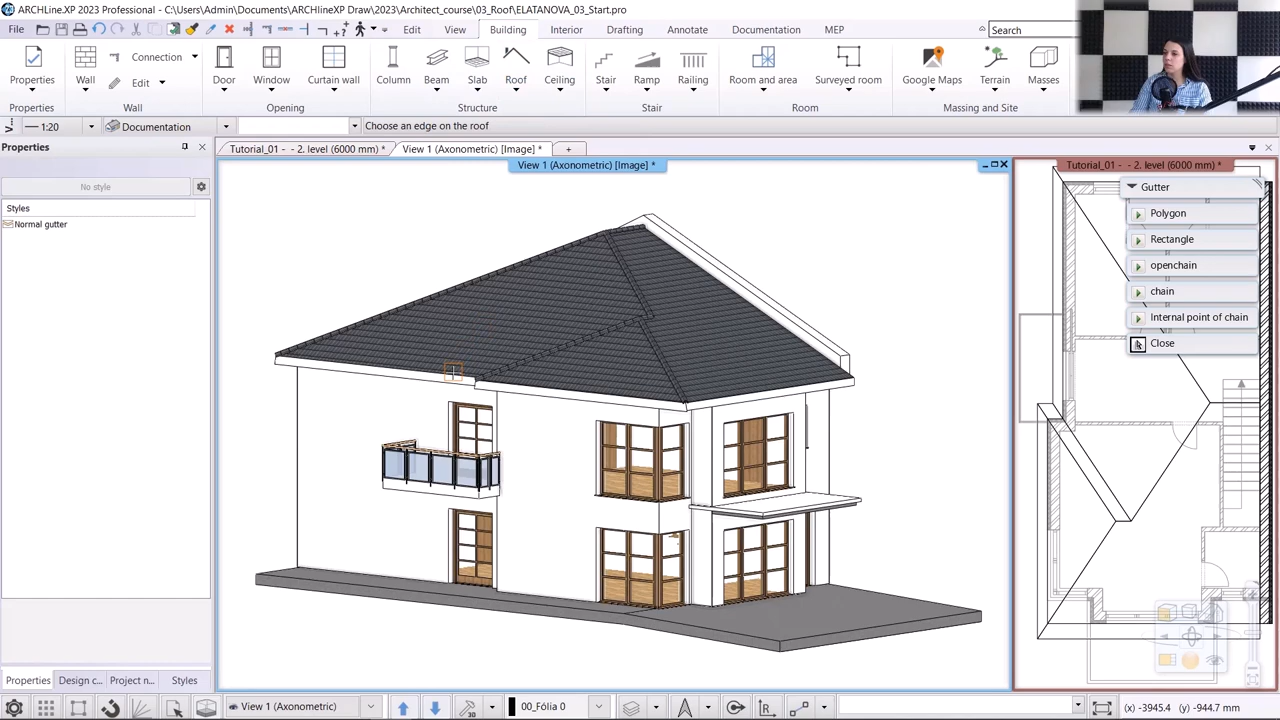 ARCHLine.XP 2023 Professional - C:\Users\Admin\Documents\ARCHlineXP Draw\Architect_course\03_Roof\ELATANOVA_03_Start.pro
File
Edit
View
Building
Interior
Drafting
Annotate
Documentation
MEP
Search
Properties
Wall
Connection
Edit
Door
Window
Curtain wall
Column
Beam
Slab
Roof
Ceiling
Stair
Ramp
Railing
Room and area
Surveyed room
Google Maps
Terrain
Masses
Properties
Wall
Opening
Structure
Stair
Room
Massing and Site
1:20
Documentation
Choose an edge on the roof
Properties
Tutorial_01 - - 2. level (6000 mm) *
View 1 (Axonometric) [Image] *
+
View 1 (Axonometric) [Image] *
Tutorial_01 - - 2. level (6000 mm) *
No style
Styles
Normal gutter
Gutter
Polygon
Rectangle
openchain
chain
Internal point of chain
Close
Properties
Design c...
Project n...
Styles
View 1 (Axonometric)
00_Fólia 0
(x) -3945.4
(y) -944.7 mm